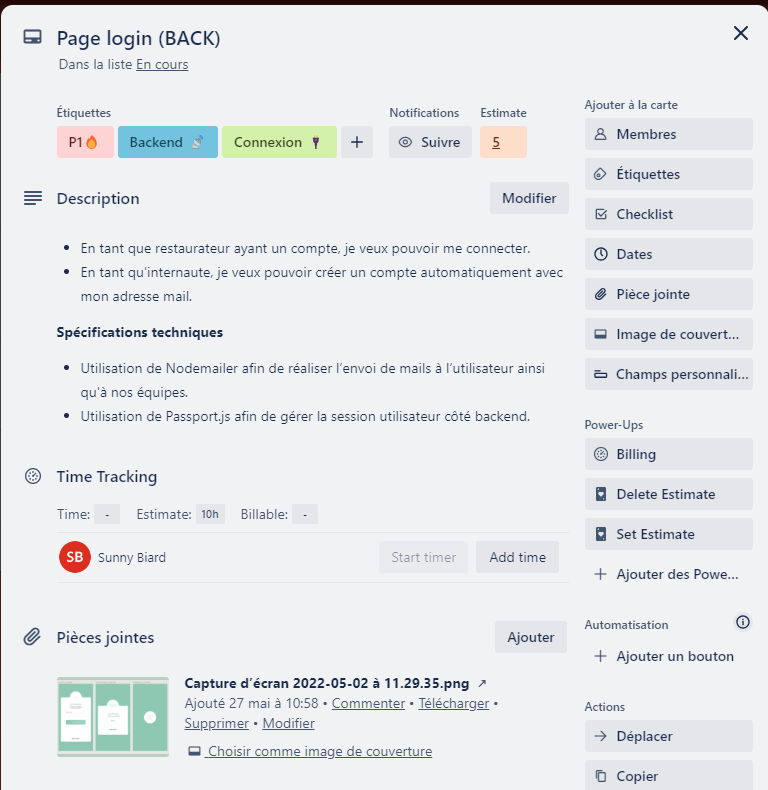 Page login (BACK)
Dans la liste En cours
Étiquettes
P1🔥 Backend Connexion
Notifications
Suivre
Estimate
5
Description
Modifier
En tant que restaurateur ayant un compte, je veux pouvoir me connecter.
En tant qu'internaute, je veux pouvoir créer un compte automatiquement avec
mon adresse mail.
Spécifications techniques
Utilisation de Nodemailer afin de réaliser l'envoi de mails à l'utilisateur ainsi
qu'à nos équipes.
Utilisation de Passport.js afin de gérer la session utilisateur côté backend.
Time Tracking
Time: - Estimate: 10h Billable: -
SB Sunny Biard Start timer Add time
Pièces jointes
Ajouter
Capture d'écran 2022-05-02 à 11.29.35.png ↗
Ajouté 27 mai à 10:58 • Commenter • Télécharger •
Supprimer • Modifier
Choisir comme image de couverture
Ajouter à la carte
Membres
Étiquettes
Checklist
Dates
Pièce jointe
Image de couvert...
Champs personnali...
Power-Ups
Billing
Delete Estimate
Set Estimate
Ajouter des Powe...
Automatisation
Ajouter un bouton
Actions
Déplacer
Copier